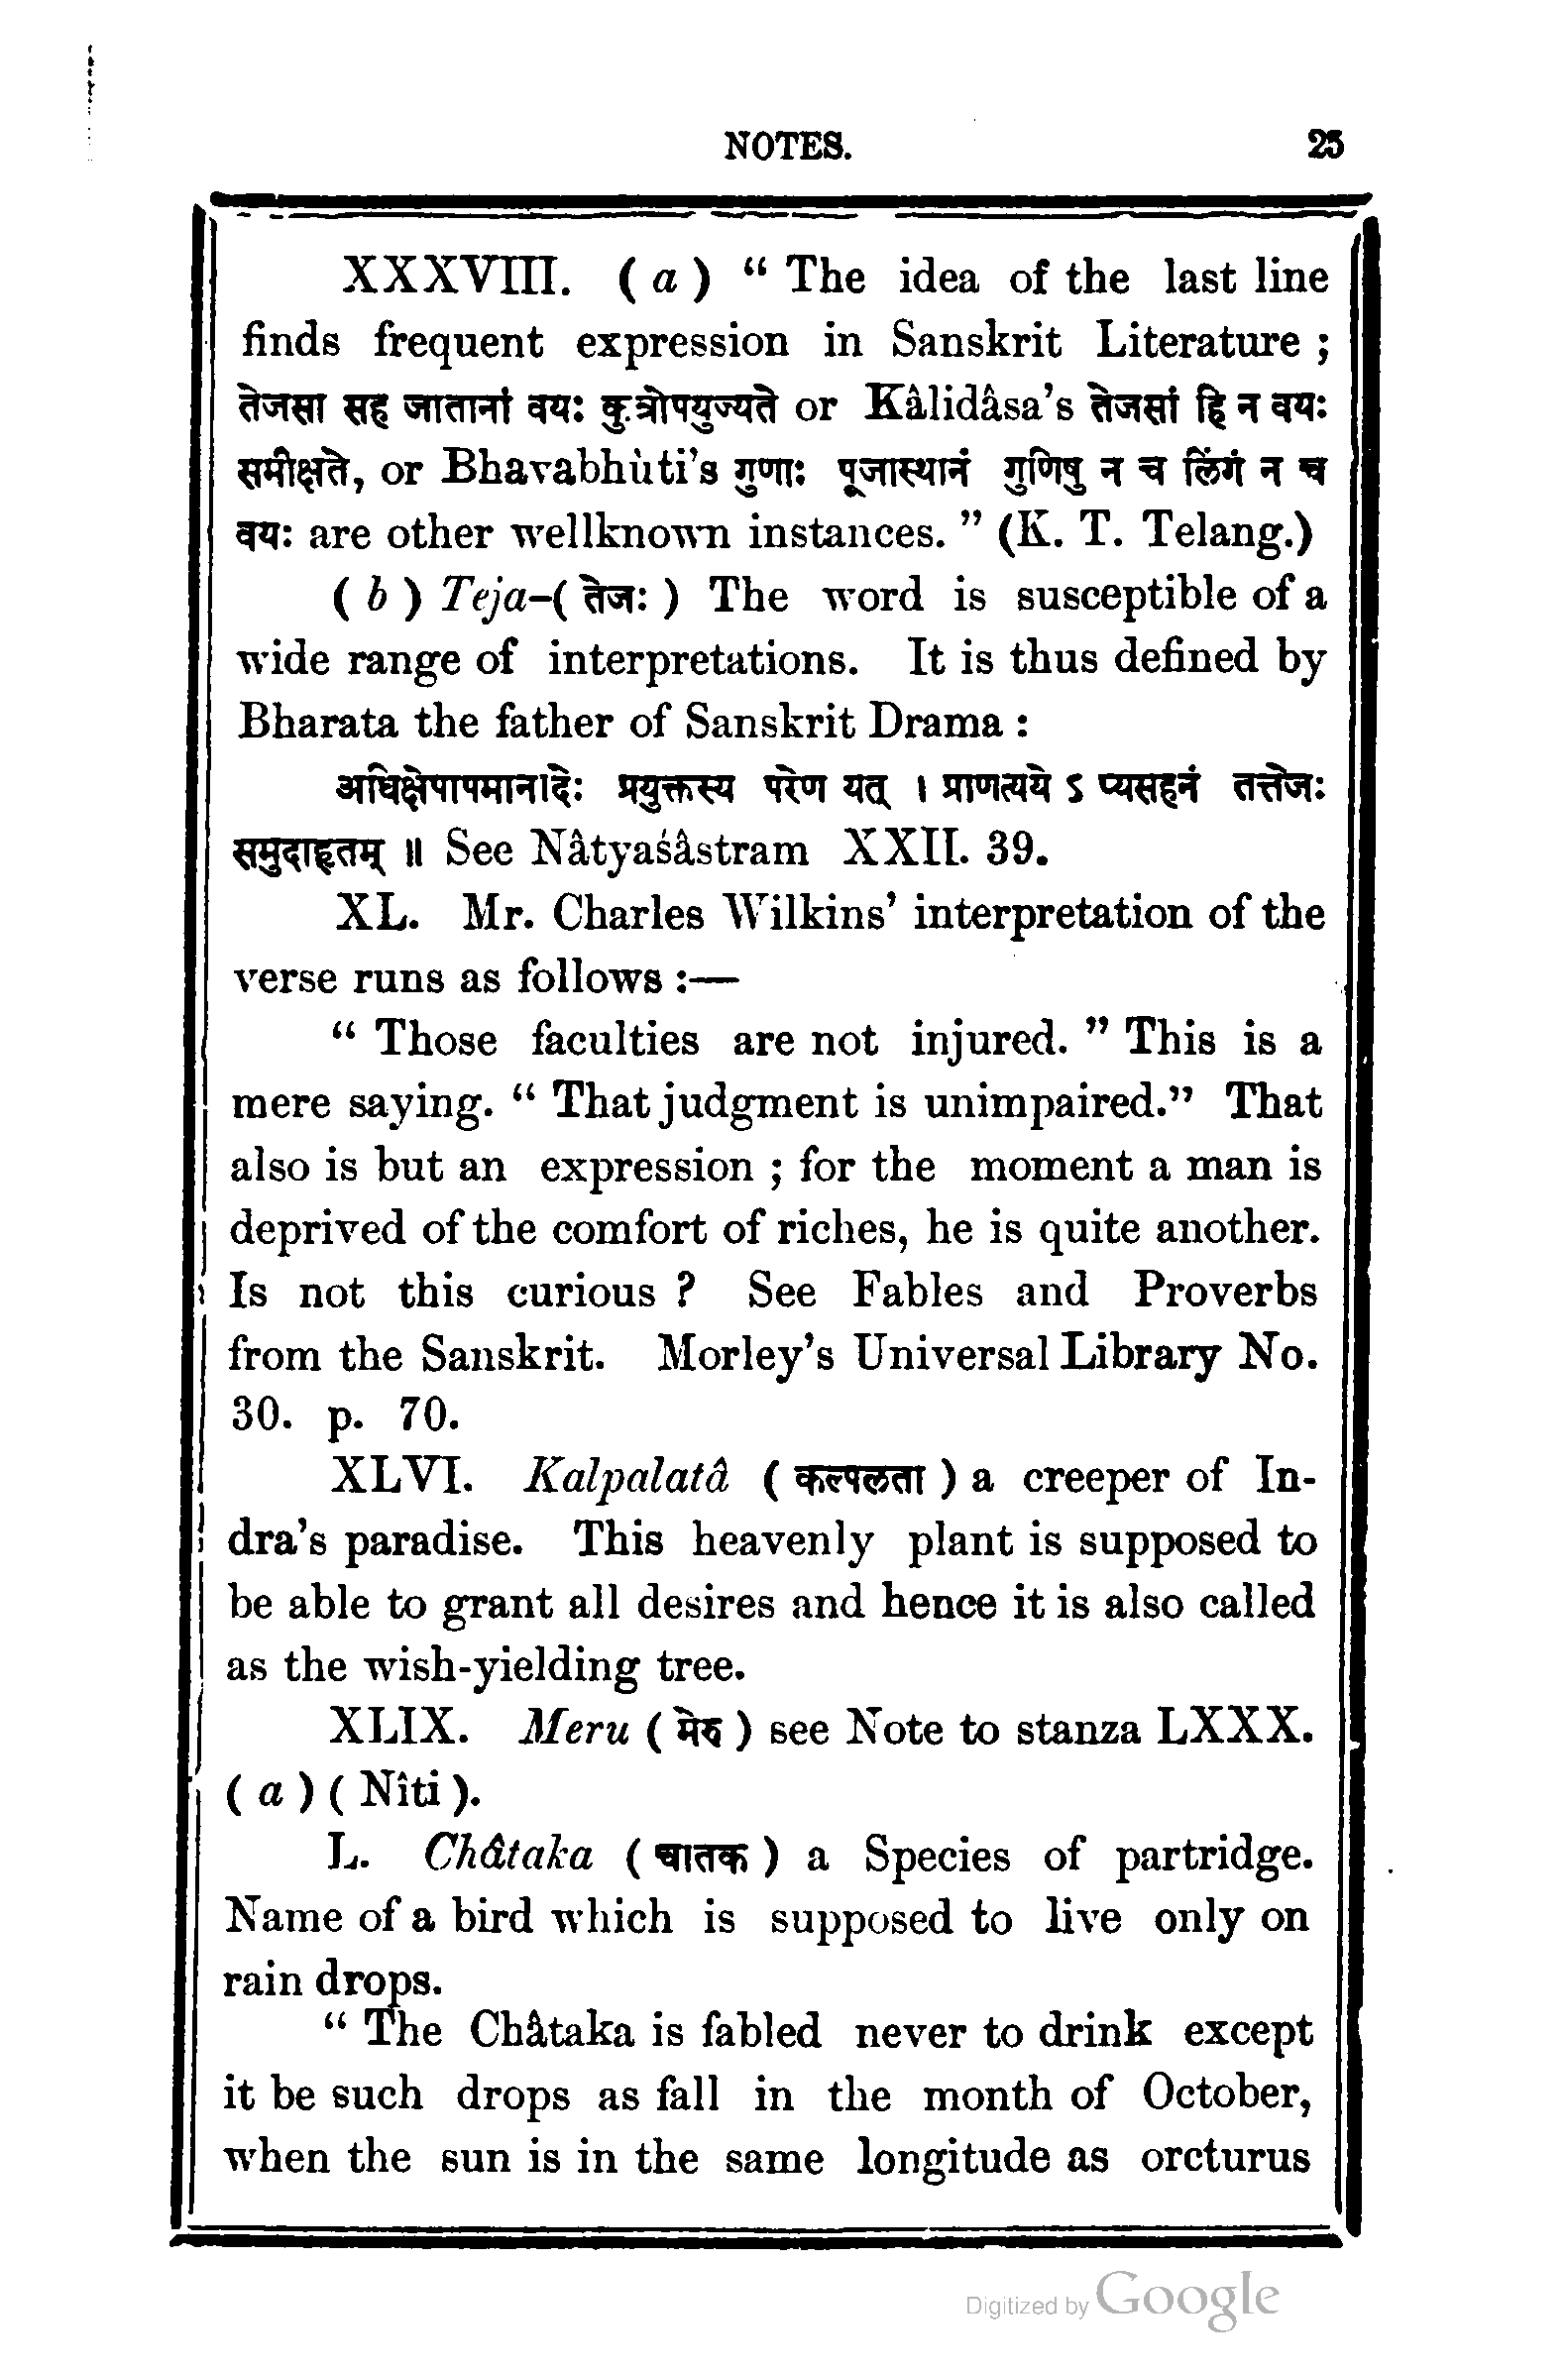 NOTES. 25
XXXVIII. ( a ) “ The idea of the last line
finds frequent expression in Sanskrit Literature ;
तेजसा सह जातानां वयः कुत्रोपयुज्यते or Kâlidâsa’s तेजसां हि न वयः
समीक्षते, or Bhavabhùti’s गुणाः पूजास्थानं गुणिषु न च लिंगं न च
वयः are other wellknown instances. ” (K. T. Telang.)
( b ) Teja-( तेजः ) The word is susceptible of a
wide range of interpretations. It is thus defined by
Bharata the father of Sanskrit Drama :
अधिक्षेपापमानादेः प्रयुक्तस्य परेण यत् । प्राणत्यये ऽ प्यसहनं तत्तेजः
समुदाहृतम् ॥ See Nâtyaśâstram XXII. 39.
XL. Mr. Charles Wilkins’ interpretation of the
verse runs as follows :—
“ Those faculties are not injured. ” This is a
mere saying. “ That judgment is unimpaired.” That
also is but an expression ; for the moment a man is
deprived of the comfort of riches, he is quite another.
Is not this curious ? See Fables and Proverbs
from the Sanskrit. Morley’s Universal Library No.
30. p. 70.
XLVI. Kalpalatâ ( कल्पलता ) a creeper of In-
dra’s paradise. This heavenly plant is supposed to
be able to grant all desires and hence it is also called
as the wish-yielding tree.
XLIX. Meru ( मेरु ) see Note to stanza LXXX.
( a ) ( Nîti ).
L. Châtaka ( चातक ) a Species of partridge.
Name of a bird which is supposed to live only on
rain drops.
“ The Châtaka is fabled never to drink except
it be such drops as fall in the month of October,
when the sun is in the same longitude as orcturus
Digitized by Google